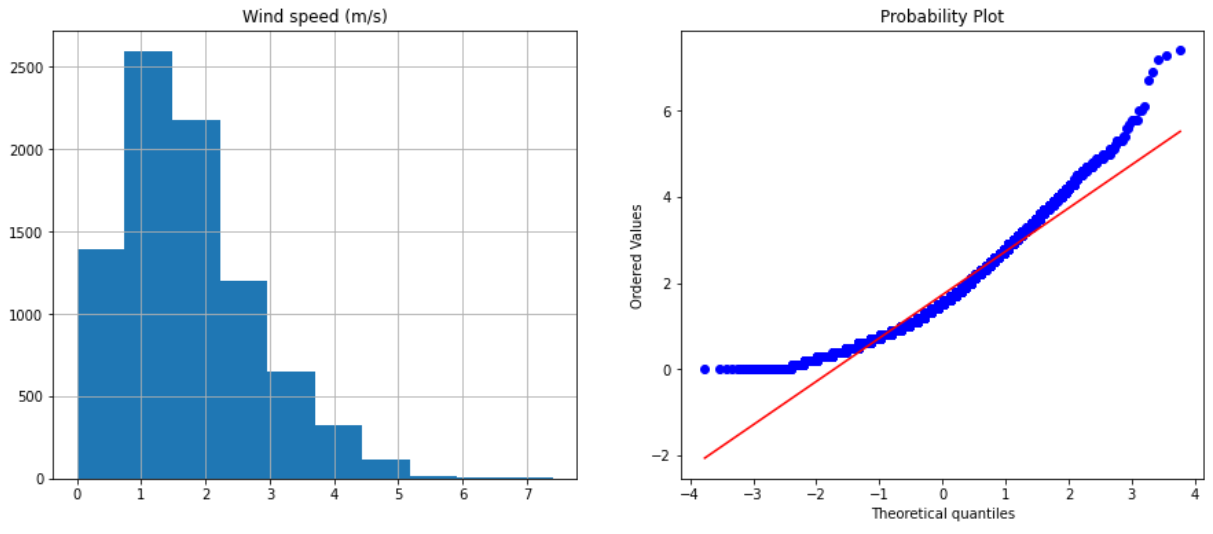 Wind speed (m/s)
2500
2000
1500
1000
500
0
0 1 2 3 4 5 6 7
Probability Plot
Ordered Values
6
4
2
0
−2
−4 −3 −2 −1 0 1 2 3 4
Theoretical quantiles